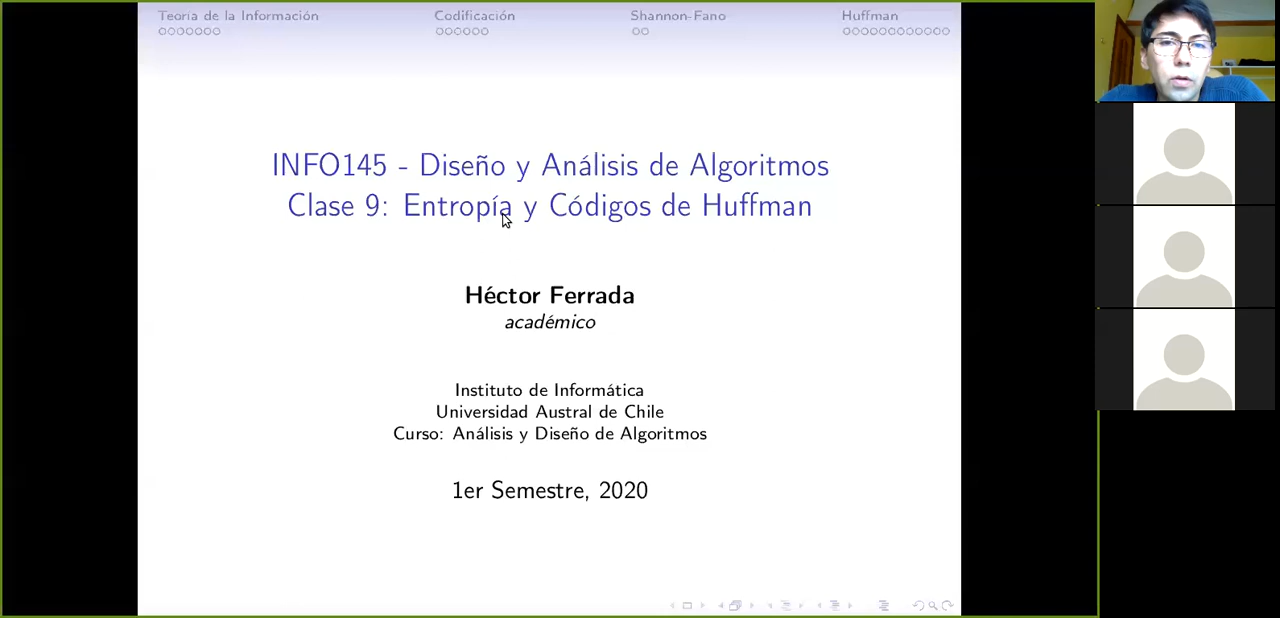 Teoría de la Información
Codificación
Shannon-Fano
Huffman
INFO145 - Diseño y Análisis de Algoritmos
Clase 9: Entropía y Códigos de Huffman
Héctor Ferrada
académico
Instituto de Informática
Universidad Austral de Chile
Curso: Análisis y Diseño de Algoritmos
1er Semestre, 2020